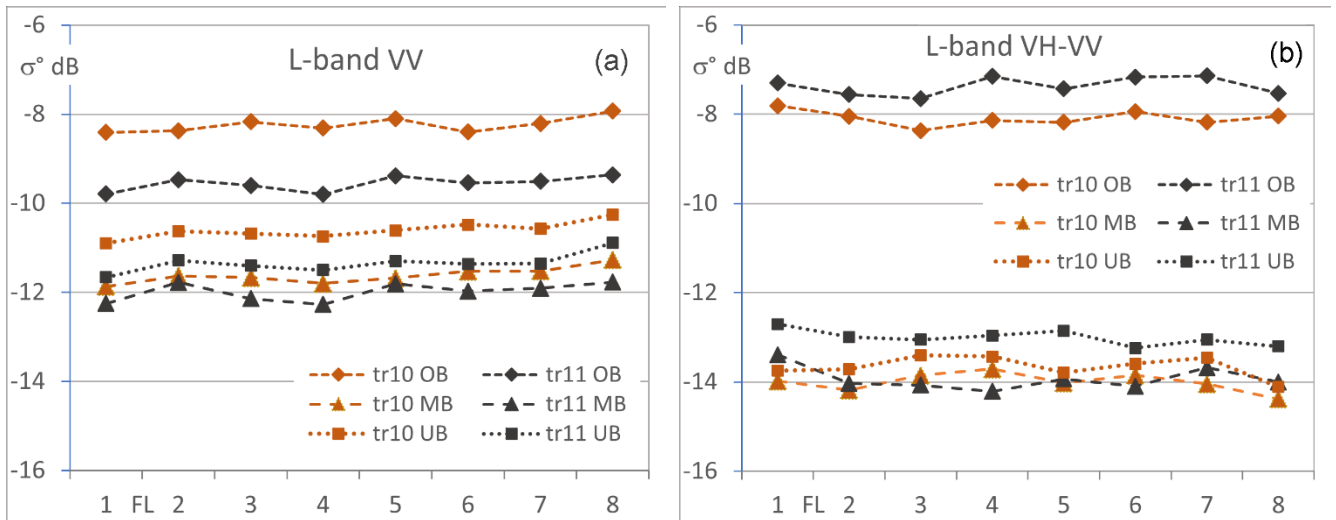 -6
-8
-10
-12
-14
-16
σ° dB
L-band VV
(a)
tr10 OB tr11 OB
tr10 MB tr11 MB
tr10 UB tr11 UB
1 FL 2 3 4 5 6 7 8
-6
-8
-10
-12
-14
-16
σ° dB
L-band VH-VV
(b)
tr10 OB tr11 OB
tr10 MB tr11 MB
tr10 UB tr11 UB
1 FL 2 3 4 5 6 7 8